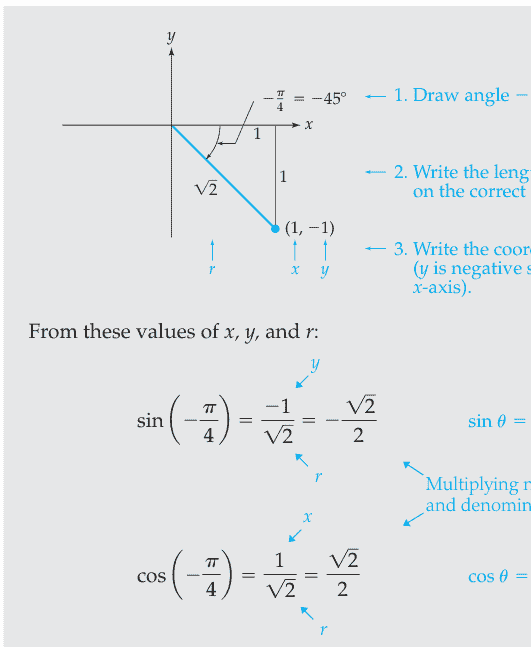 y
−π/4 = −45°
← 1. Draw angle −
x
1
← 2. Write the leng
1
on the correct
√2
(1, −1)
← 3. Write the coor
r x y
(y is negative s
x-axis).
From these values of x, y, and r:
y
sin(−π/4) = −1/√2 = −√2/2
sin θ =
r
Multiplying n
and denomin
x
cos(−π/4) = 1/√2 = √2/2
cos θ =
r